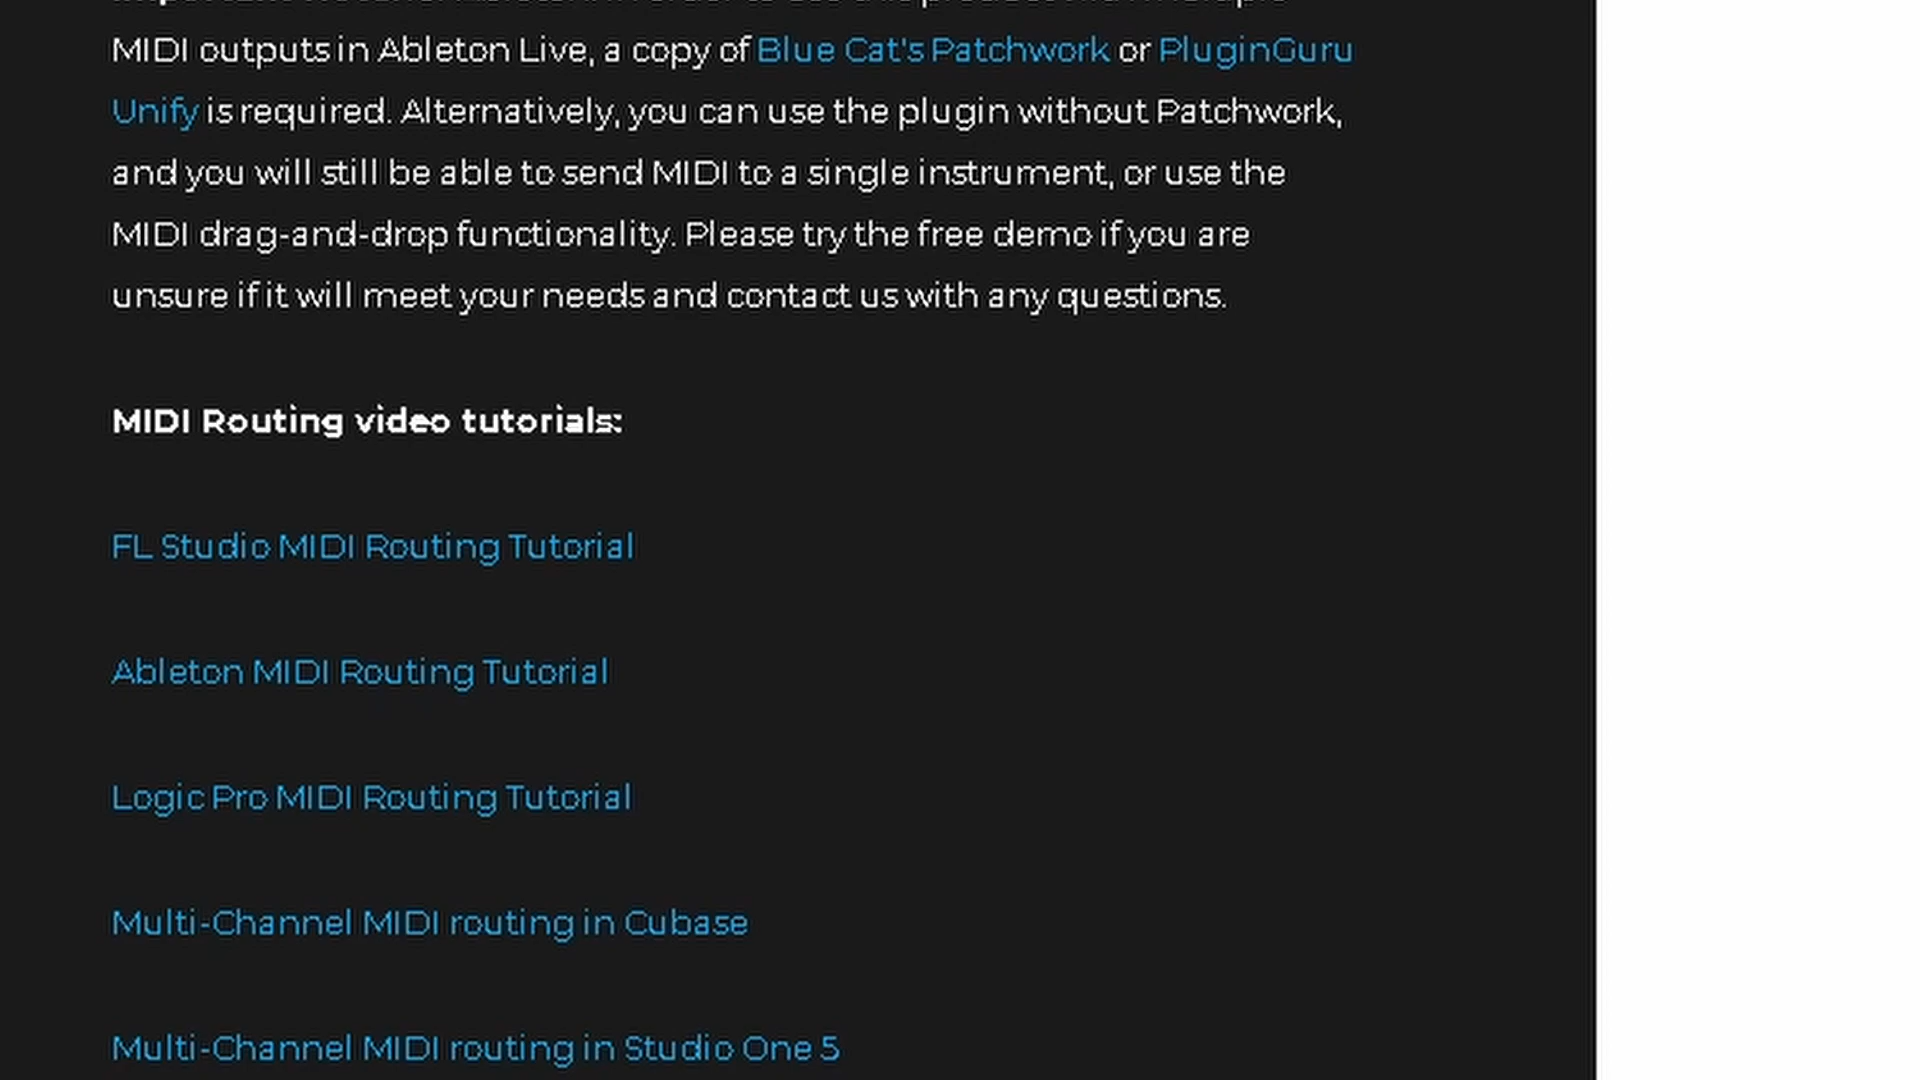 MIDI outputs in Ableton Live, a copy of Blue Cat's Patchwork or PluginGuru
Unify is required. Alternatively, you can use the plugin without Patchwork,
and you will still be able to send MIDI to a single instrument, or use the
MIDI drag-and-drop functionality. Please try the free demo if you are
unsure if it will meet your needs and contact us with any questions.
MIDI Routing video tutorials:
FL Studio MIDI Routing Tutorial
Ableton MIDI Routing Tutorial
Logic Pro MIDI Routing Tutorial
Multi-Channel MIDI routing in Cubase
Multi-Channel MIDI routing in Studio One 5